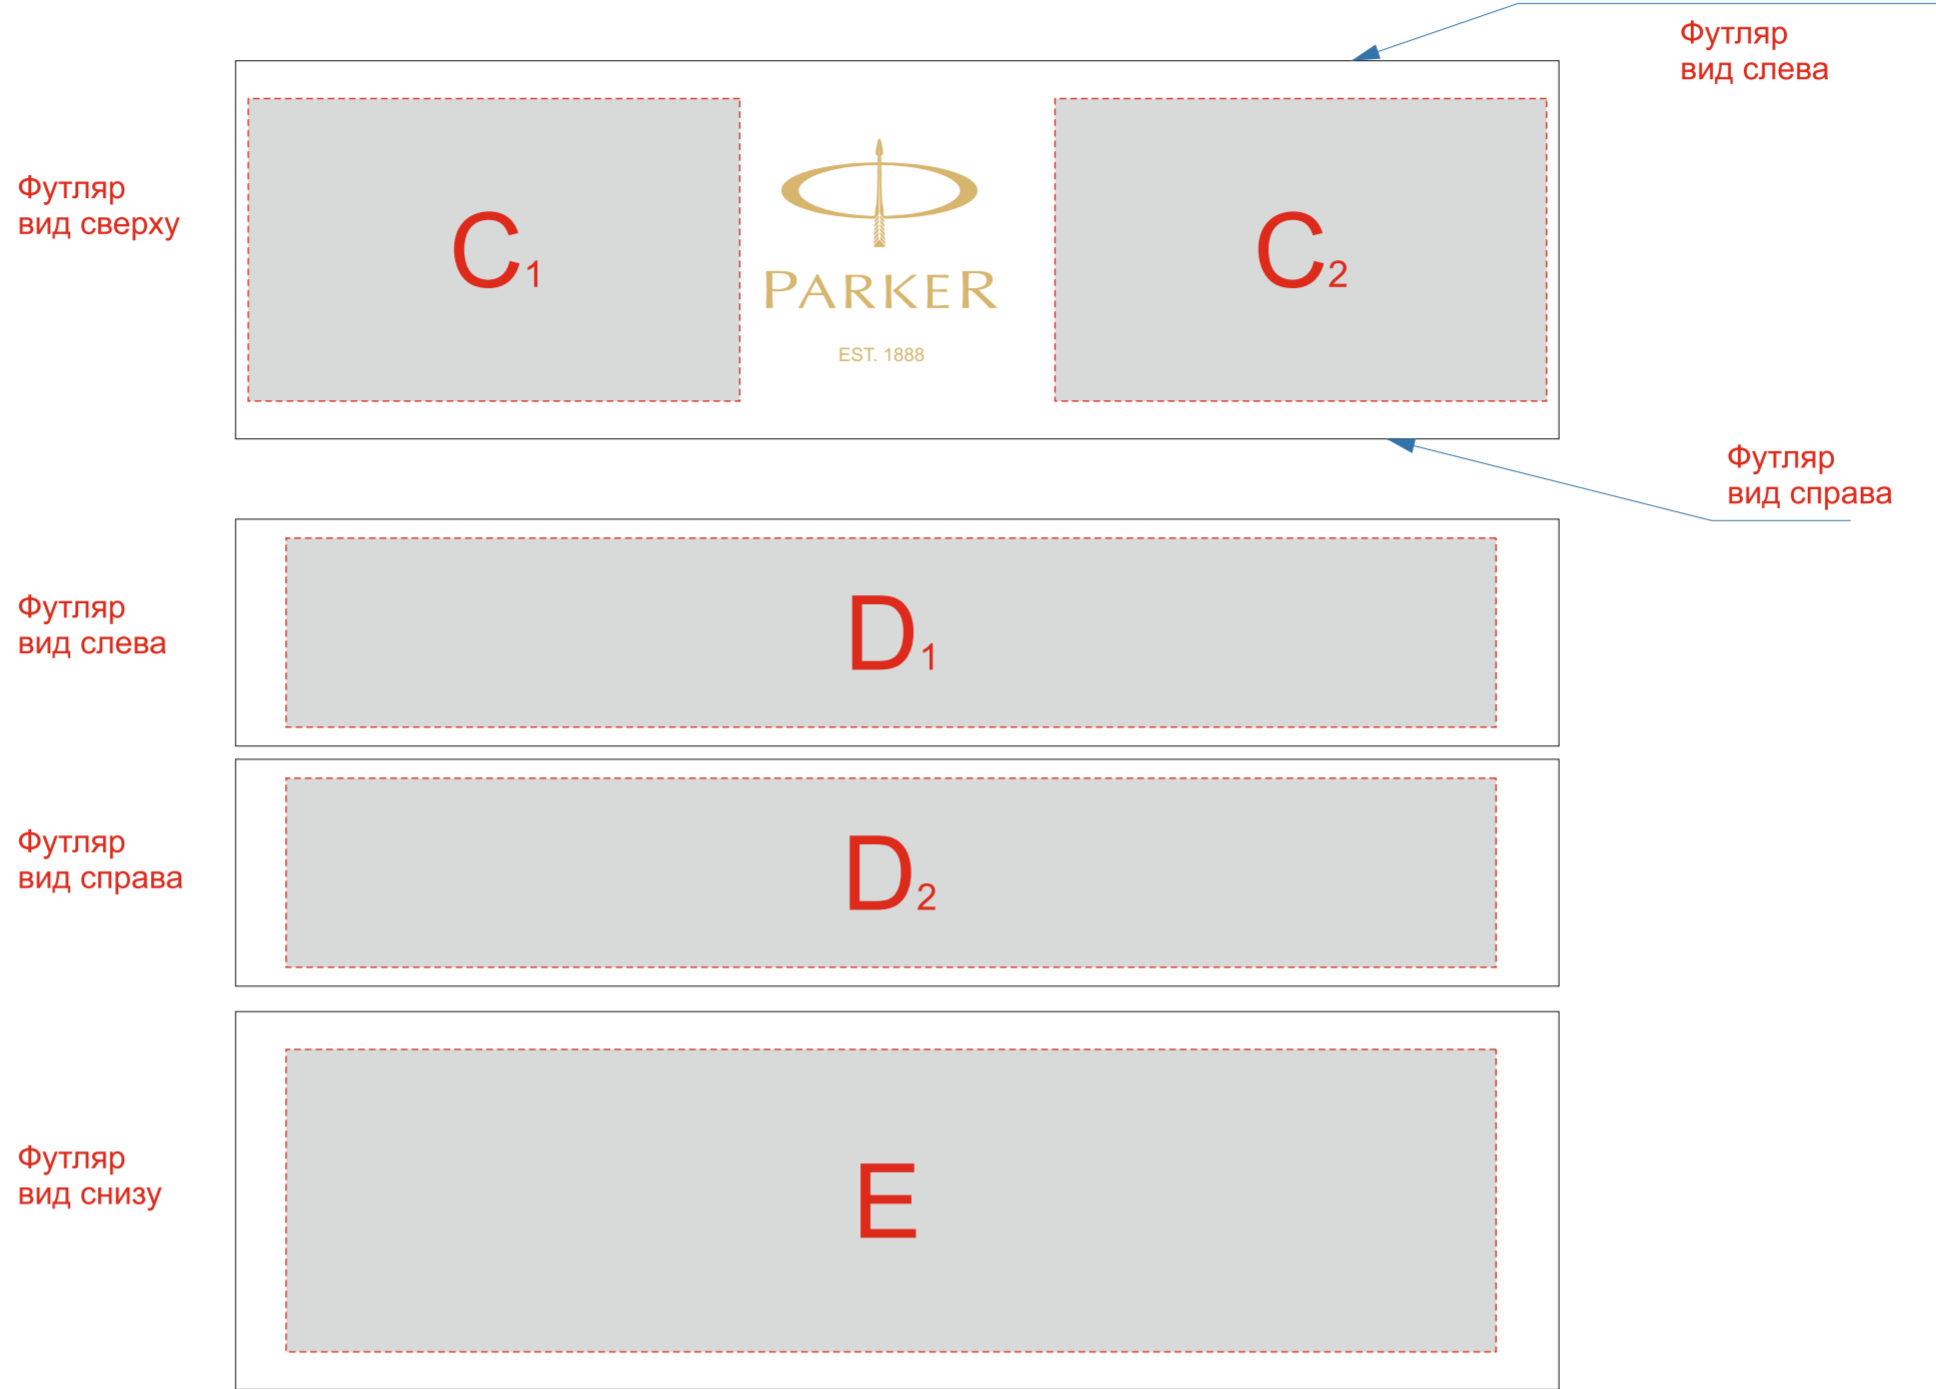 Футляр
вид слева
Футляр
вид сверху
C1
PARKER
EST. 1888
C2
Футляр
вид справа
Футляр
вид слева
D1
Футляр
вид справа
D2
Футляр
вид снизу
E